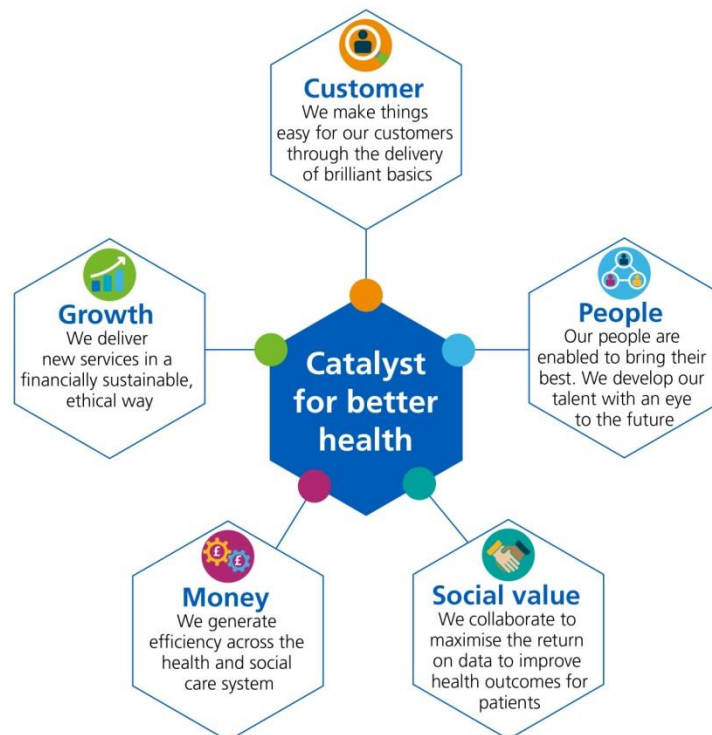 Customer
We make things
easy for our customers
through the delivery
of brilliant basics
Growth
We deliver
new services in a
financially sustainable,
ethical way
Catalyst
for better
health
People
Our people are
enabled to bring their
best. We develop our
talent with an eye
to the future
££
Money
We generate
efficiency across the
health and social
care system
Social value
We collaborate to
maximise the return
on data to improve
health outcomes for
patients